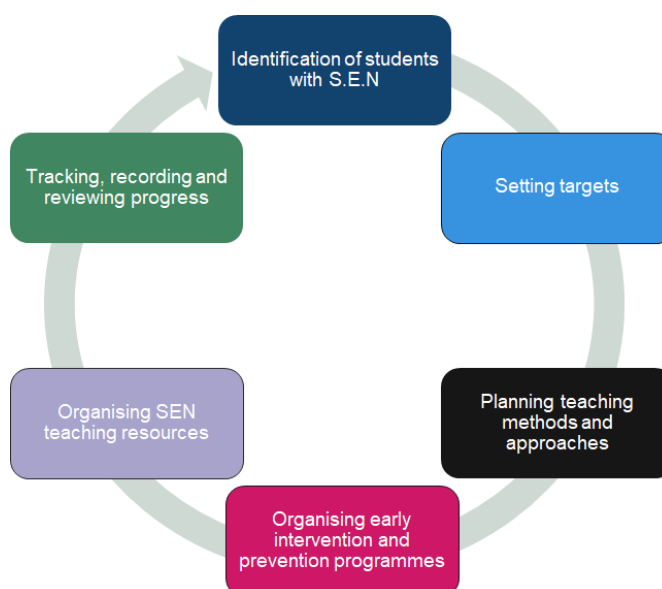 Identification of students
with S.E.N
Setting targets
Planning teaching
methods and
approaches
Organising early
intervention and
prevention programmes
Organising SEN
teaching resources
Tracking, recording and
reviewing progress